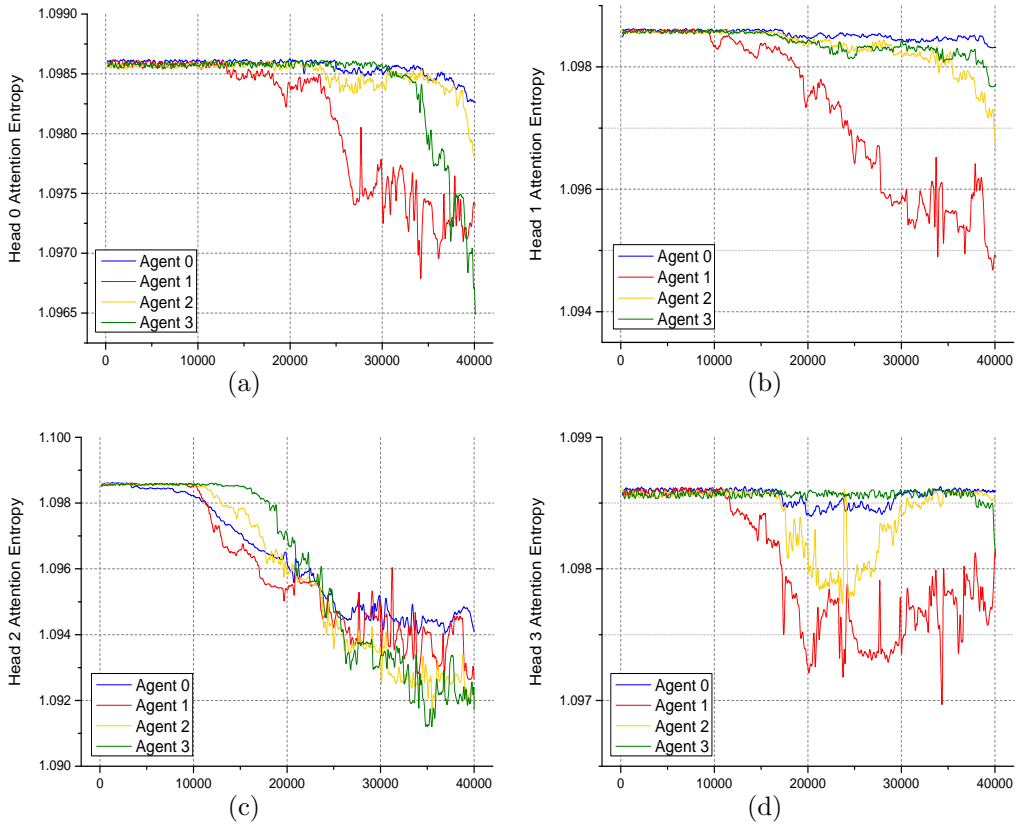 Head 0 Attention Entropy
1.0990
1.0985
1.0980
1.0975
1.0970
1.0965
Agent 0
Agent 1
Agent 2
Agent 3
0 10000 20000 30000 40000
(a)
Head 1 Attention Entropy
1.098
1.096
1.094
Agent 0
Agent 1
Agent 2
Agent 3
0 10000 20000 30000 40000
(b)
Head 2 Attention Entropy
1.100
1.098
1.096
1.094
1.092
1.090
Agent 0
Agent 1
Agent 2
Agent 3
0 10000 20000 30000 40000
(c)
Head 3 Attention Entropy
1.099
1.098
1.097
Agent 0
Agent 1
Agent 2
Agent 3
0 10000 20000 30000 40000
(d)